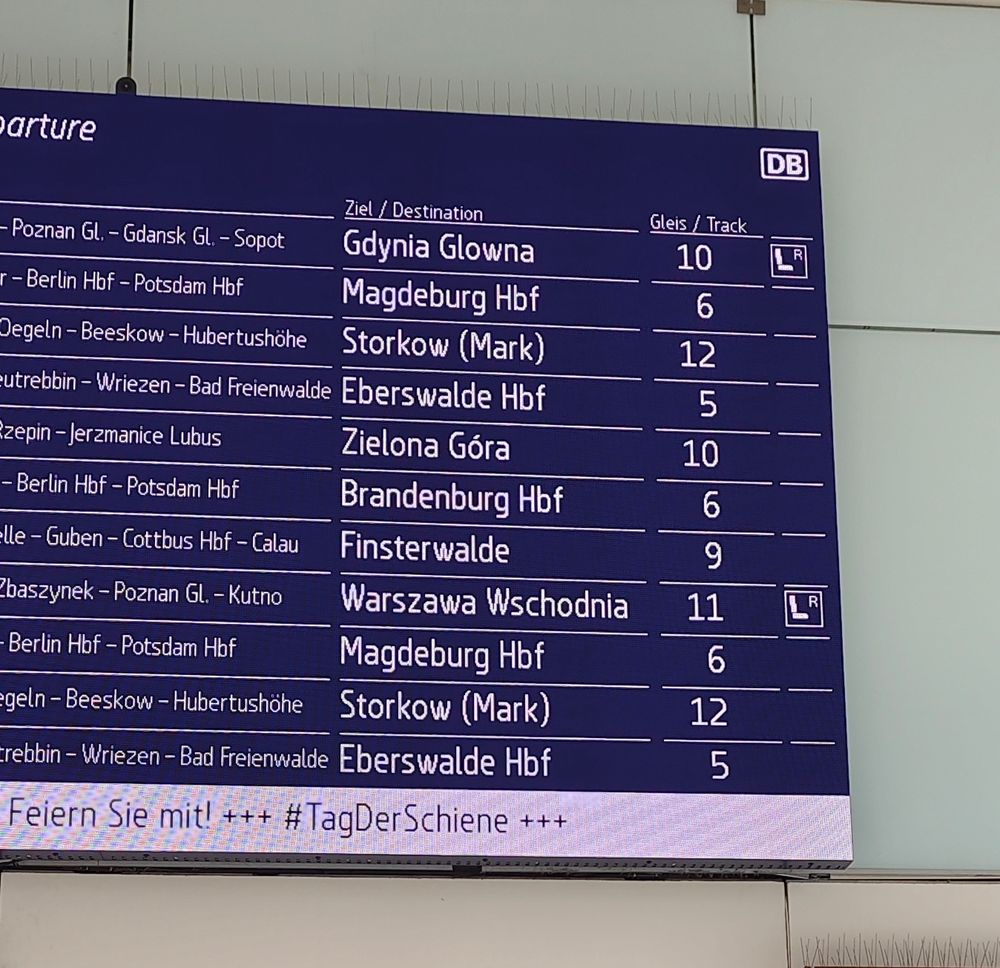 parture
DB
Ziel / Destination Gleis / Track
– Poznan Gl. – Gdansk Gl. – Sopot Gdynia Glowna 10 LR
r – Berlin Hbf – Potsdam Hbf Magdeburg Hbf 6
Oegeln – Beeskow – Hubertushöhe Storkow (Mark) 12
eutrebbin – Wriezen – Bad Freienwalde Eberswalde Hbf 5
Rzepin – Jerzmanice Lubus Zielona Góra 10
– Berlin Hbf – Potsdam Hbf Brandenburg Hbf 6
elle – Guben – Cottbus Hbf – Calau Finsterwalde 9
Zbaszynek – Poznan Gl. – Kutno Warszawa Wschodnia 11 LR
– Berlin Hbf – Potsdam Hbf Magdeburg Hbf 6
egeln – Beeskow – Hubertushöhe Storkow (Mark) 12
trebbin – Wriezen – Bad Freienwalde Eberswalde Hbf 5
Feiern Sie mit! +++ #TagDerSchiene +++